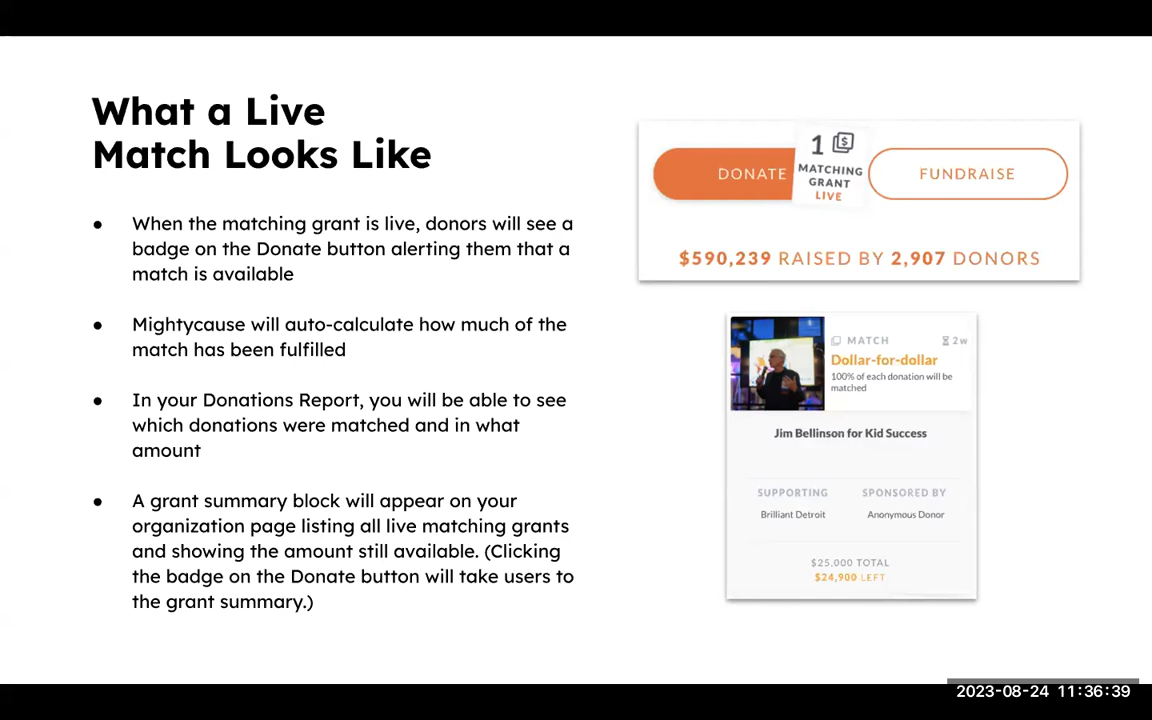 What a Live
Match Looks Like
● When the matching grant is live, donors will see a
badge on the Donate button alerting them that a
match is available
● Mightycause will auto-calculate how much of the
match has been fulfilled
● In your Donations Report, you will be able to see
which donations were matched and in what
amount
● A grant summary block will appear on your
organization page listing all live matching grants
and showing the amount still available. (Clicking
the badge on the Donate button will take users to
the grant summary.)
DONATE
1
MATCHING
GRANT
LIVE
FUNDRAISE
$590,239 RAISED BY 2,907 DONORS
MATCH
2w
Dollar-for-dollar
100% of each donation will be
matched
Jim Bellinson for Kid Success
SUPPORTING
Brilliant Detroit
SPONSORED BY
Anonymous Donor
$25,000 TOTAL
$24,900 LEFT
2023-08-24 11:36:39